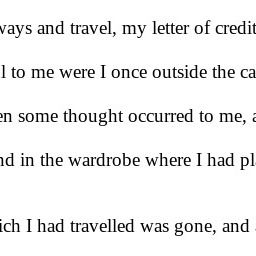 ways and travel, my letter of credit
l to me were I once outside the ca
en some thought occurred to me, a
nd in the wardrobe where I had pl
ich I had travelled was gone, and